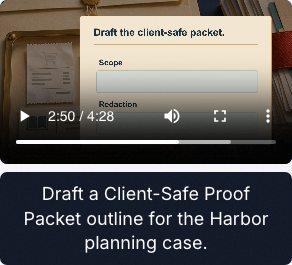 Draft the client-safe packet.
Scope
Redaction
2:50 / 4:28
Draft a Client-Safe Proof
Packet outline for the Harbor
planning case.